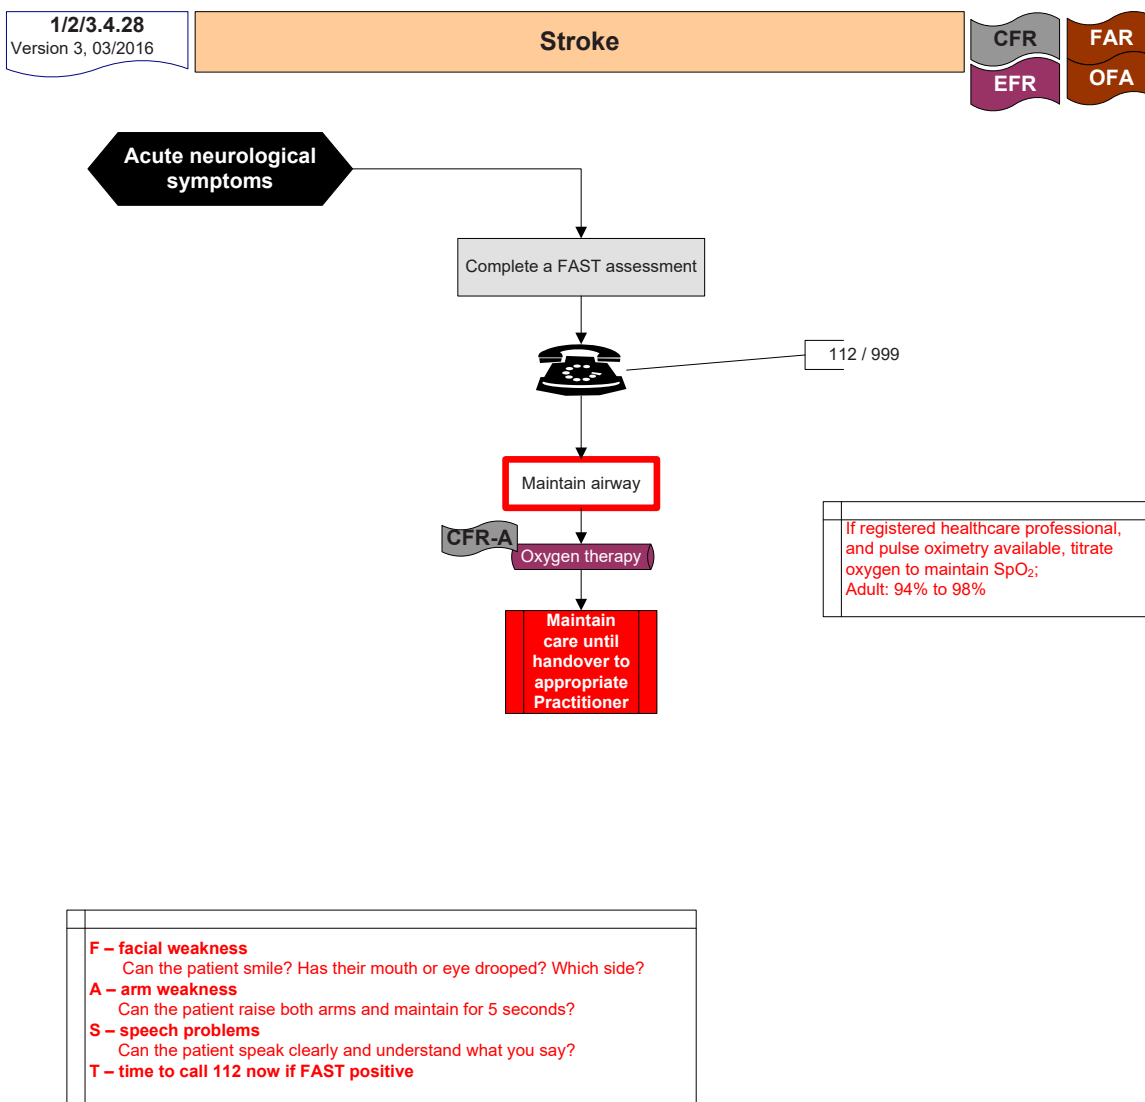 1/2/3.4.28
Version 3, 03/2016
Stroke
CFR
FAR
EFR
OFA
Acute neurological
symptoms
Complete a FAST assessment
112 / 999
Maintain airway
CFR-A
Oxygen therapy
If registered healthcare professional,
and pulse oximetry available, titrate
oxygen to maintain SpO₂;
Adult: 94% to 98%
Maintain
care until
handover to
appropriate
Practitioner
F – facial weakness
Can the patient smile? Has their mouth or eye drooped? Which side?
A – arm weakness
Can the patient raise both arms and maintain for 5 seconds?
S – speech problems
Can the patient speak clearly and understand what you say?
T – time to call 112 now if FAST positive